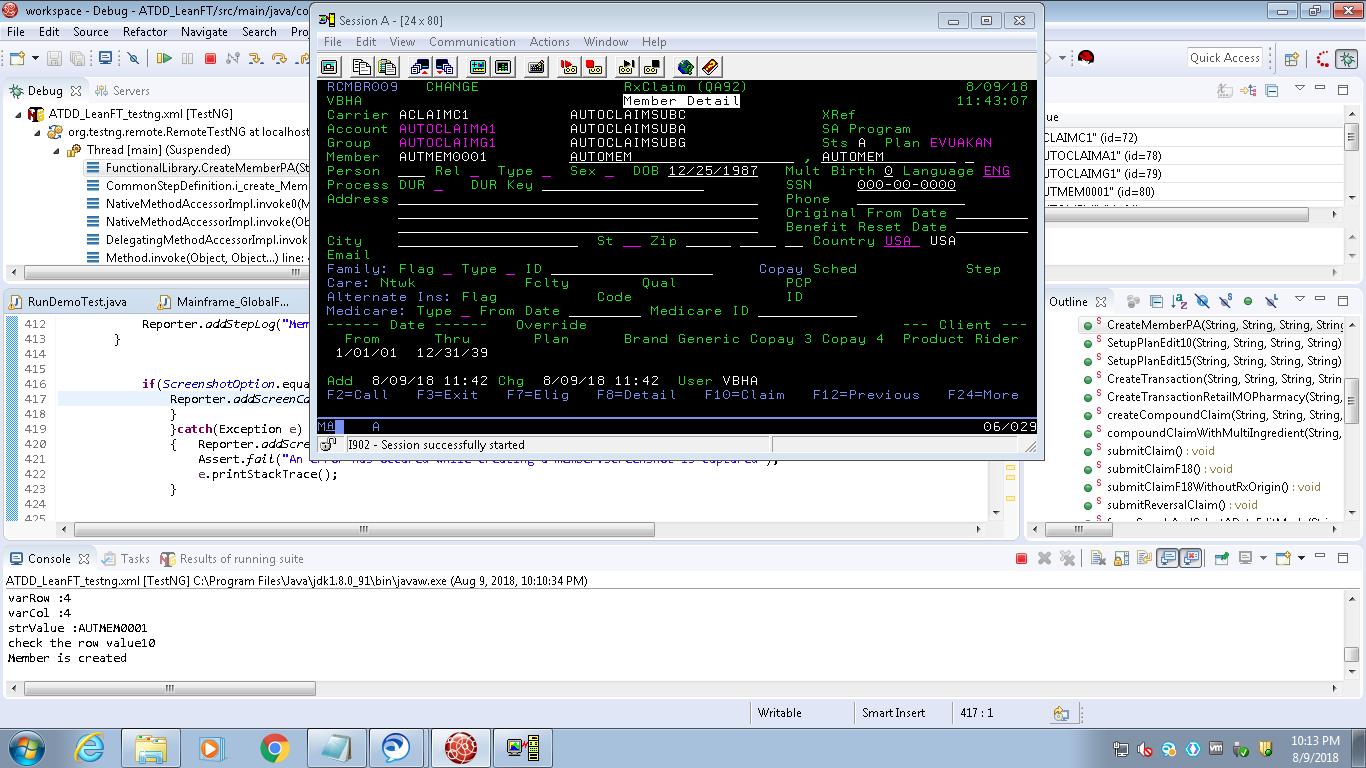 workspace - Debug - ATDD_LeanFT/src/main/java/co
File Edit Source Refactor Navigate Search
Quick Access
Debug Servers
ATDD_LeanFT_testng.xml [TestNG]
org.testng.remote.RemoteTestNG at localhost
Thread [main] (Suspended)
FunctionalLibrary.CreateMemberPA(S
CommonStepDefinition.i_create_Mem
NativeMethodAccessorImpl.invoke0(M
NativeMethodAccessorImpl.invoke(Ob
DelegatingMethodAccessorImpl.invok
Method.invoke(Object, Object...) line:
Session A - [24 x 80]
File Edit View Communication Actions Window Help
RCMBR009 CHANGE RxClaim (QA92) 8/09/18
VBHA Member Detail 11:43:07
Carrier ACLAIMC1 AUTOCLAIMSUBC XRef
Account AUTOCLAIMA1 AUTOCLAIMSUBA SA Program
Group AUTOCLAIMG1 AUTOCLAIMSUBG Sts A Plan EVUAKAN
Member AUTMEM0001 AUTOMEM , AUTOMEM
Person Rel Type Sex DOB 12/25/1987 Mult Birth 0 Language ENG
Process DUR DUR Key SSN 000-00-0000
Address Phone
Original From Date
Benefit Reset Date
City St Zip Country USA USA
Email
Family: Flag Type ID Copay Sched Step
Care: Ntwk Fclty Qual PCP
Alternate Ins: Flag Code ID
Medicare: Type From Date Medicare ID
------ Date ------ Override --- Client ---
From Thru Plan Brand Generic Copay 3 Copay 4 Product Rider
1/01/01 12/31/39
Add 8/09/18 11:42 Chg 8/09/18 11:42 User VBHA
F2=Call F3=Exit F7=Elig F8=Detail F10=Claim F12=Previous F24=More
MA A 06/029
I902 - Session successfully started
ue
CLAIMC1" (id=72)
UTOCLAIMA1" (id=78)
UTOCLAIMG1" (id=79)
UTMEM0001" (id=80)
RunDemoTest.java Mainframe_GlobalF...
412 Reporter.addStepLog("Mem
413 }
414
415
416 if(ScreenshotOption.equa
417 Reporter.addScreenCa
418 }
419 }catch(Exception e)
420 { Reporter.addScre
421 Assert.fail("An error has occured while creating a member.Screenshot is captured");
422 e.printStackTrace();
423 }
424
425
Outline
CreateMemberPA(String, String, String, String
SetupPlanEdit10(String, String, String, String)
SetupPlanEdit15(String, String, String, String)
CreateTransaction(String, String, String, String
CreateTransactionRetailMOPharmacy(String,
createCompoundClaim(String, String, String,
compoundClaimWithMultiIngredient(String,
submitClaim() : void
submitClaimF18() : void
submitClaimF18WithoutRxOrigin() : void
submitReversalClaim() : void
Console Tasks Results of running suite
ATDD_LeanFT_testng.xml [TestNG] C:\Program Files\Java\jdk1.8.0_91\bin\javaw.exe (Aug 9, 2018, 10:10:34 PM)
varRow :4
varCol :4
strValue :AUTMEM0001
check the row value10
Member is created
Writable Smart Insert 417 : 1
10:13 PM
8/9/2018